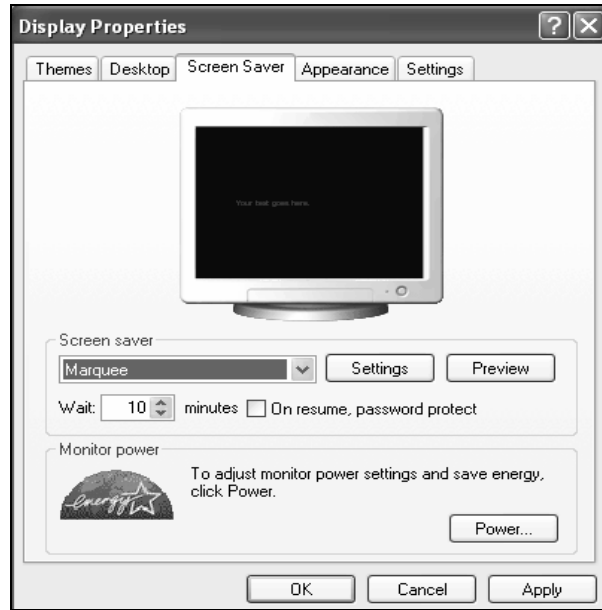 Display Properties
Themes Desktop Screen Saver Appearance Settings
Your text goes here.
Screen saver
Marquee Settings Preview
Wait: 10 minutes On resume, password protect
Monitor power
energy
To adjust monitor power settings and save energy,
click Power.
Power...
OK Cancel Apply